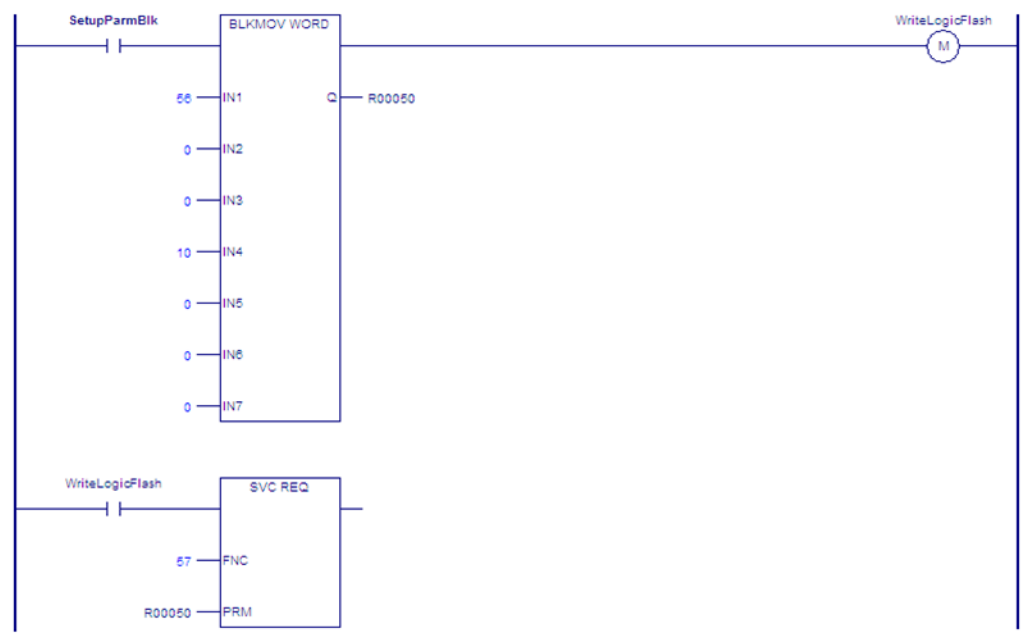 SetupParmBlk
BLKMOV WORD
WriteLogicFlash
M
56 IN1 Q R00050
0 IN2
0 IN3
10 IN4
0 IN5
0 IN6
0 IN7
WriteLogicFlash
SVC REQ
57 FNC
R00050 PRM